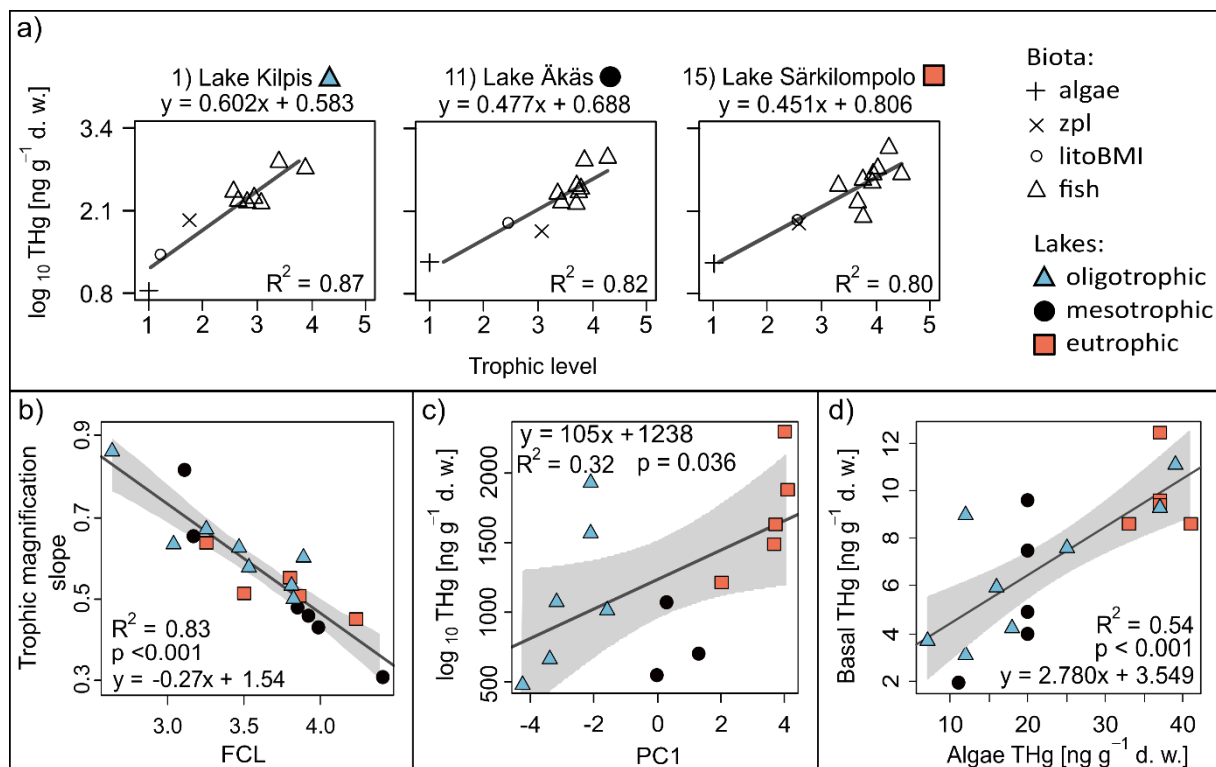 a)
1) Lake Kilpis
y = 0.602x + 0.583
11) Lake Äkäs
y = 0.477x + 0.688
15) Lake Särkilompolo
y = 0.451x + 0.806
log 10 THg [ng g⁻¹ d. w.]
3.4
2.1
0.8
R² = 0.87
R² = 0.82
R² = 0.80
1 2 3 4 5
1 2 3 4 5
1 2 3 4 5
Trophic level
Biota:
algae
zpl
litoBMI
fish
Lakes:
oligotrophic
mesotrophic
eutrophic
b)
Trophic magnification
slope
0.9
0.7
0.5
0.3
R² = 0.83
p <0.001
y = -0.27x + 1.54
3.0 3.5 4.0
FCL
c)
y = 105x + 1238
R² = 0.32 p = 0.036
log 10 THg [ng g⁻¹ d. w.]
2000
1500
1000
500
-4 -2 0 2 4
PC1
d)
Basal THg [ng g⁻¹ d. w.]
12
10
8
6
4
2
R² = 0.54
p < 0.001
y = 2.780x + 3.549
10 20 30 40
Algae THg [ng g⁻¹ d. w.]